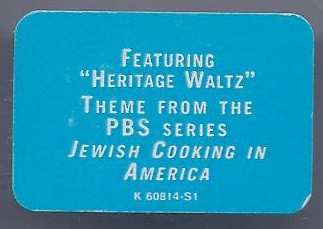 FEATURING
"HERITAGE WALTZ"
THEME FROM THE
PBS SERIES
JEWISH COOKING IN
AMERICA
K 60814-S1